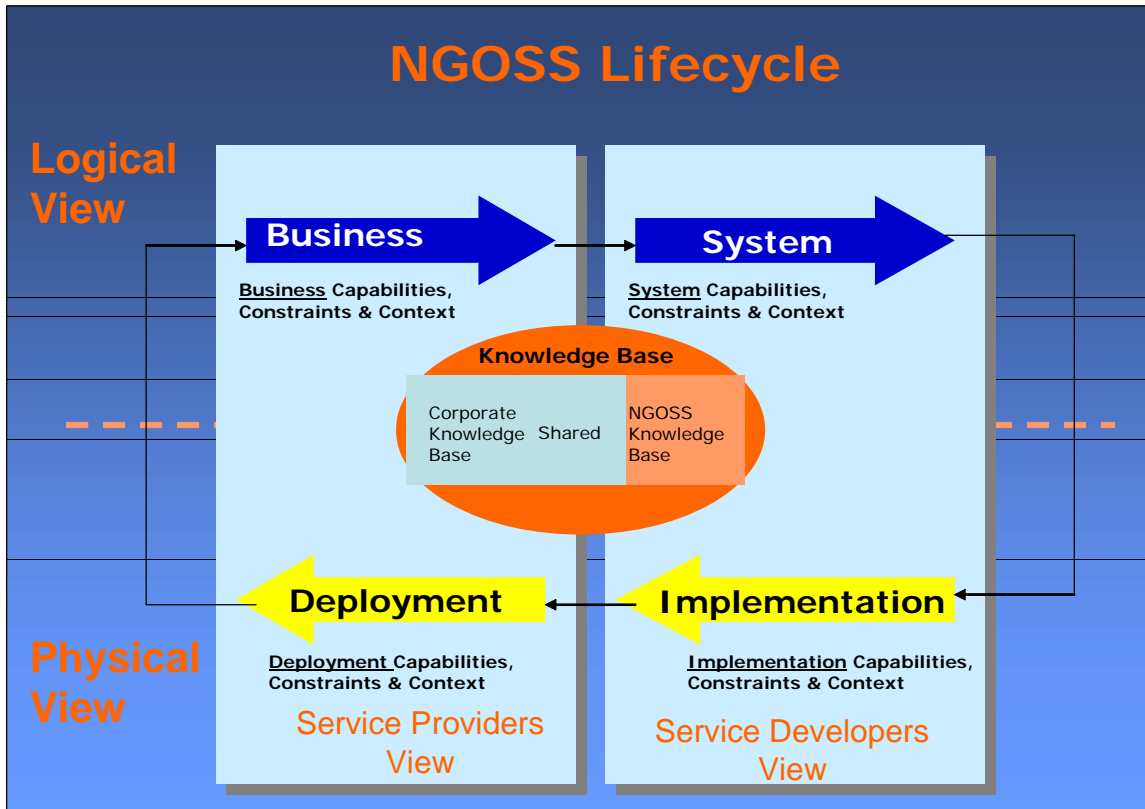 NGOSS Lifecycle
Logical
View
Business
System
Business Capabilities,
Constraints & Context
System Capabilities,
Constraints & Context
Knowledge Base
Corporate
Knowledge
Base
Shared
NGOSS
Knowledge
Base
Deployment
Implementation
Physical
View
Deployment Capabilities,
Constraints & Context
Implementation Capabilities,
Constraints & Context
Service Providers
View
Service Developers
View